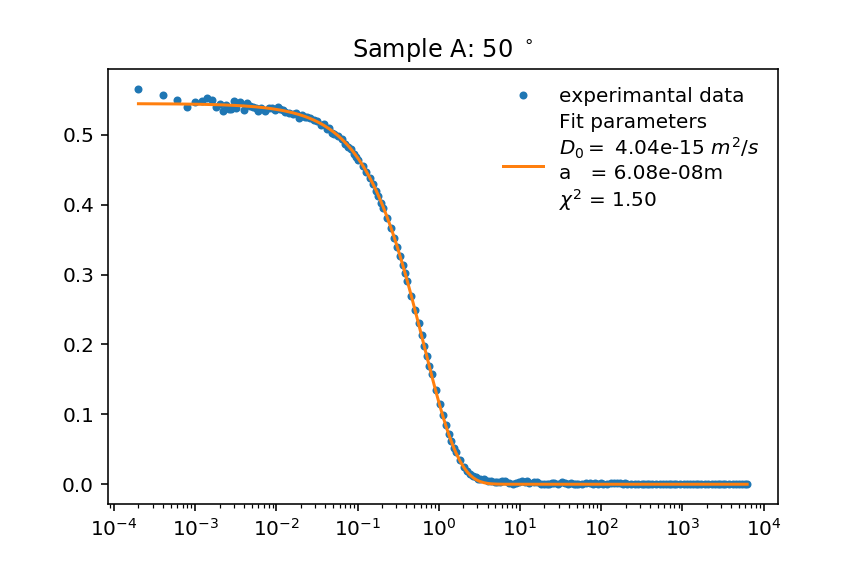 Sample A: 50 °
experimantal data
Fit parameters
D₀ = 4.04e-15 m²/s
a = 6.08e-08m
χ² = 1.50
0.5
0.4
0.3
0.2
0.1
0.0
10⁻⁴ 10⁻³ 10⁻² 10⁻¹ 10⁰ 10¹ 10² 10³ 10⁴